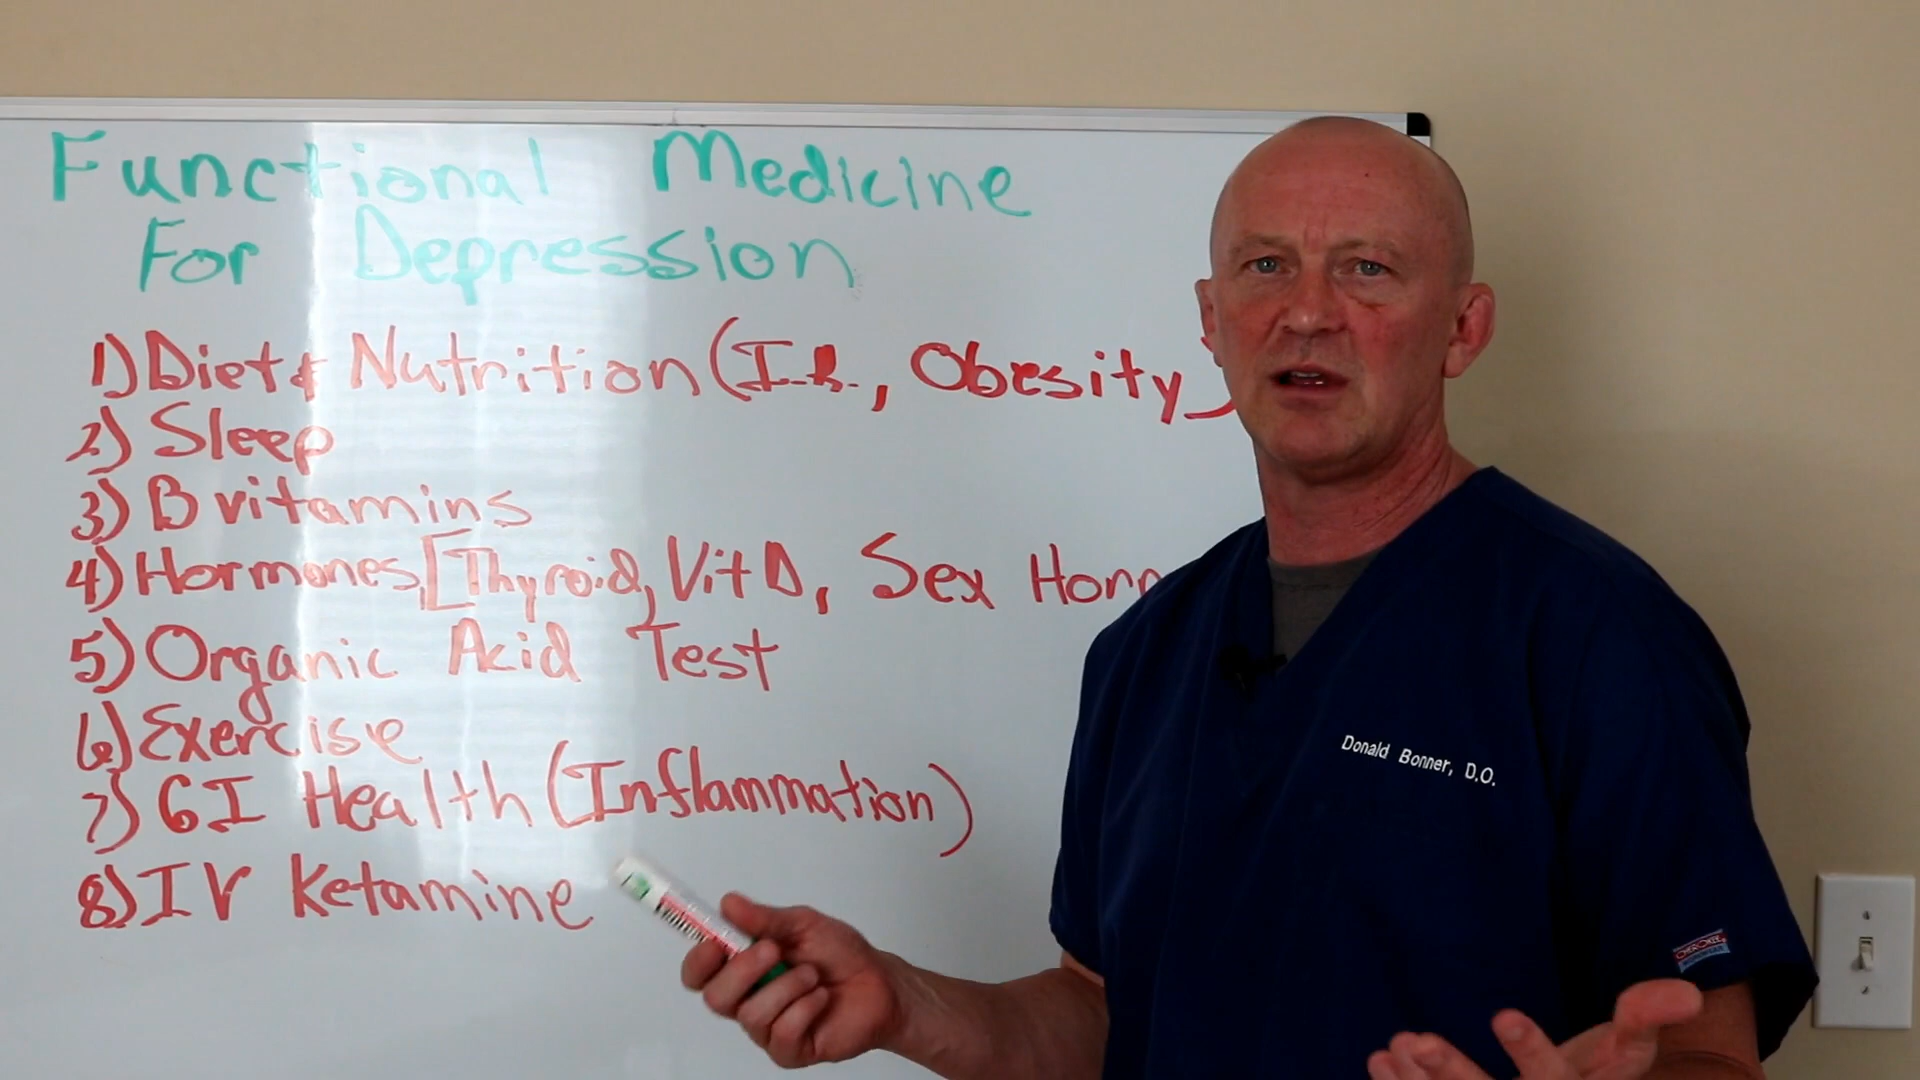 Functional Medicine
For Depression
1) Diet & Nutrition (I.R., Obesity)
2) Sleep
3) B vitamins
4) Hormones [Thyroid, Vit D, Sex Horm
5) Organic Acid Test
6) Exercise
7) GI Health (Inflammation)
8) IV Ketamine
Donald Bonner, D.O.
CHEROKEE